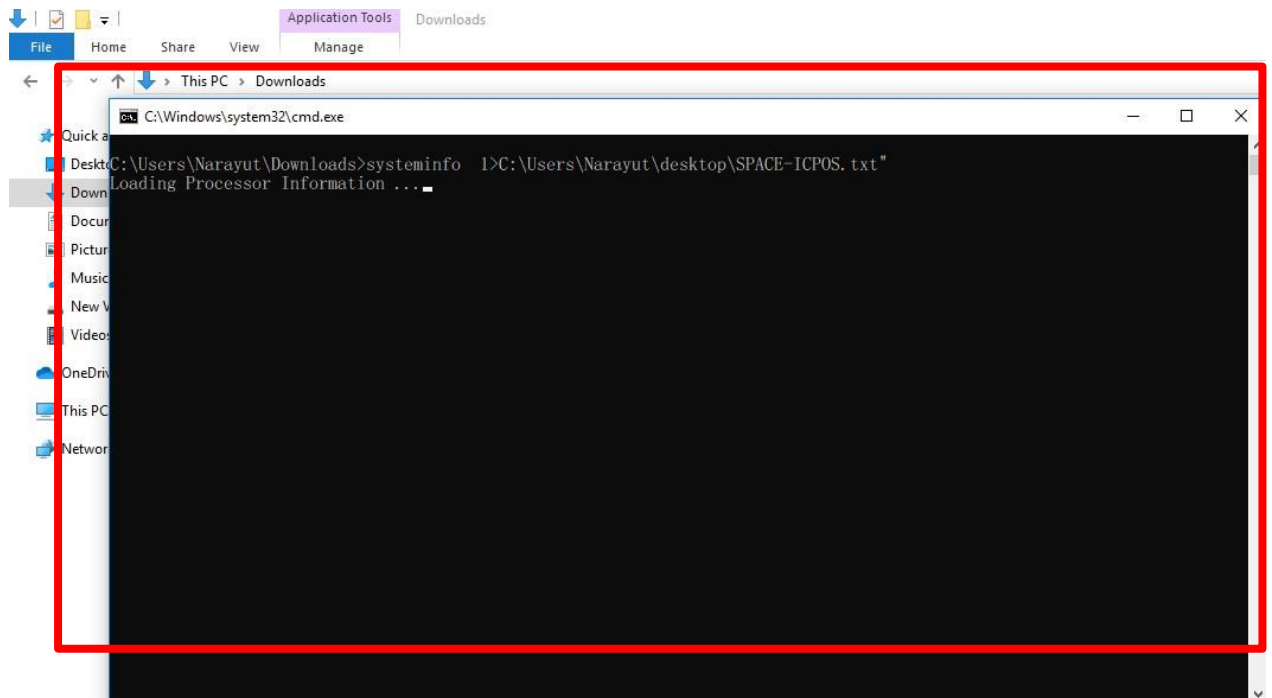 Application Tools Downloads
File Home Share View Manage
This PC > Downloads
C:\Windows\system32\cmd.exe
Quick a
Deskto
C:\Users\Narayut\Downloads>systeminfo  1>C:\Users\Narayut\desktop\SPACE-ICPOS.txt"
Down
Loading Processor Information ...
Docur
Pictur
Music
New V
Videos
OneDriv
This PC
Networ